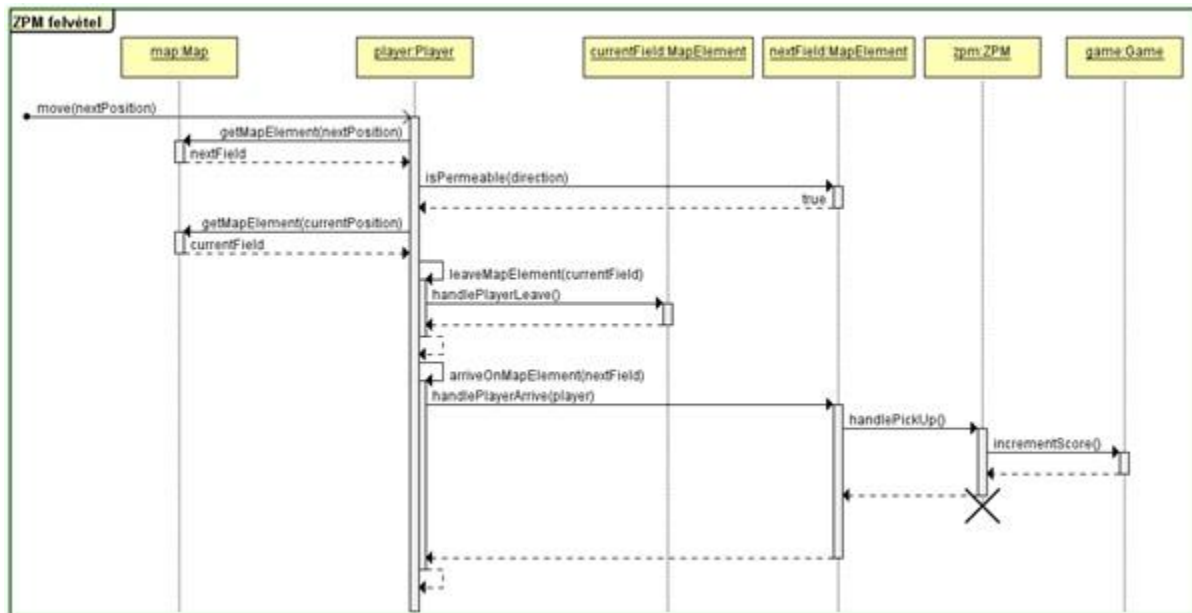 ZPM felvétel
map:Map
player:Player
currentField:MapElement
nextField:MapElement
zpm:ZPM
game:Game
move(nextPosition)
getMapElement(nextPosition)
nextField
isPermeable(direction)
true
getMapElement(currentPosition)
currentField
leaveMapElement(currentField)
handlePlayerLeave()
arriveOnMapElement(nextField)
handlePlayerArrive(player)
handlePickUp()
incrementScore()